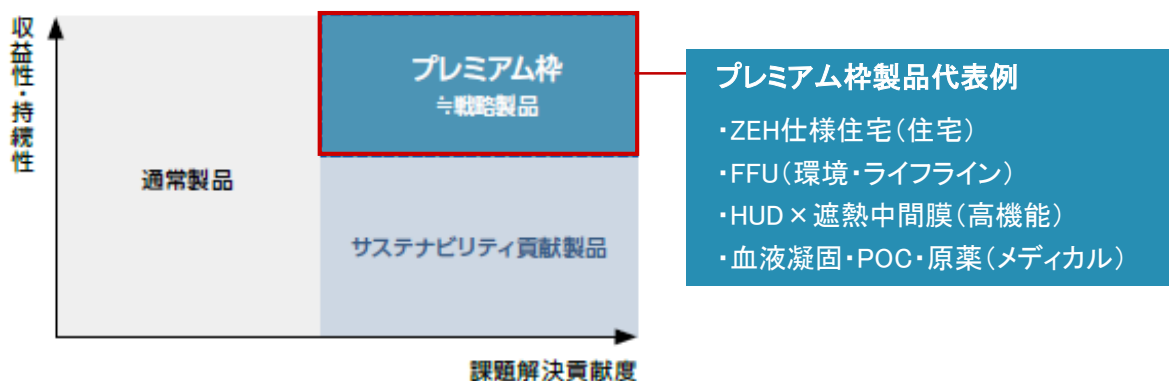 収益性・持続性
プレミアム枠
≒戦略製品
通常製品
サステナビリティ貢献製品
課題解決貢献度
プレミアム枠製品代表例
・ZEH仕様住宅(住宅)
・FFU(環境・ライフライン)
・HUD×遮熱中間膜(高機能)
・血液凝固・POC・原薬(メディカル)